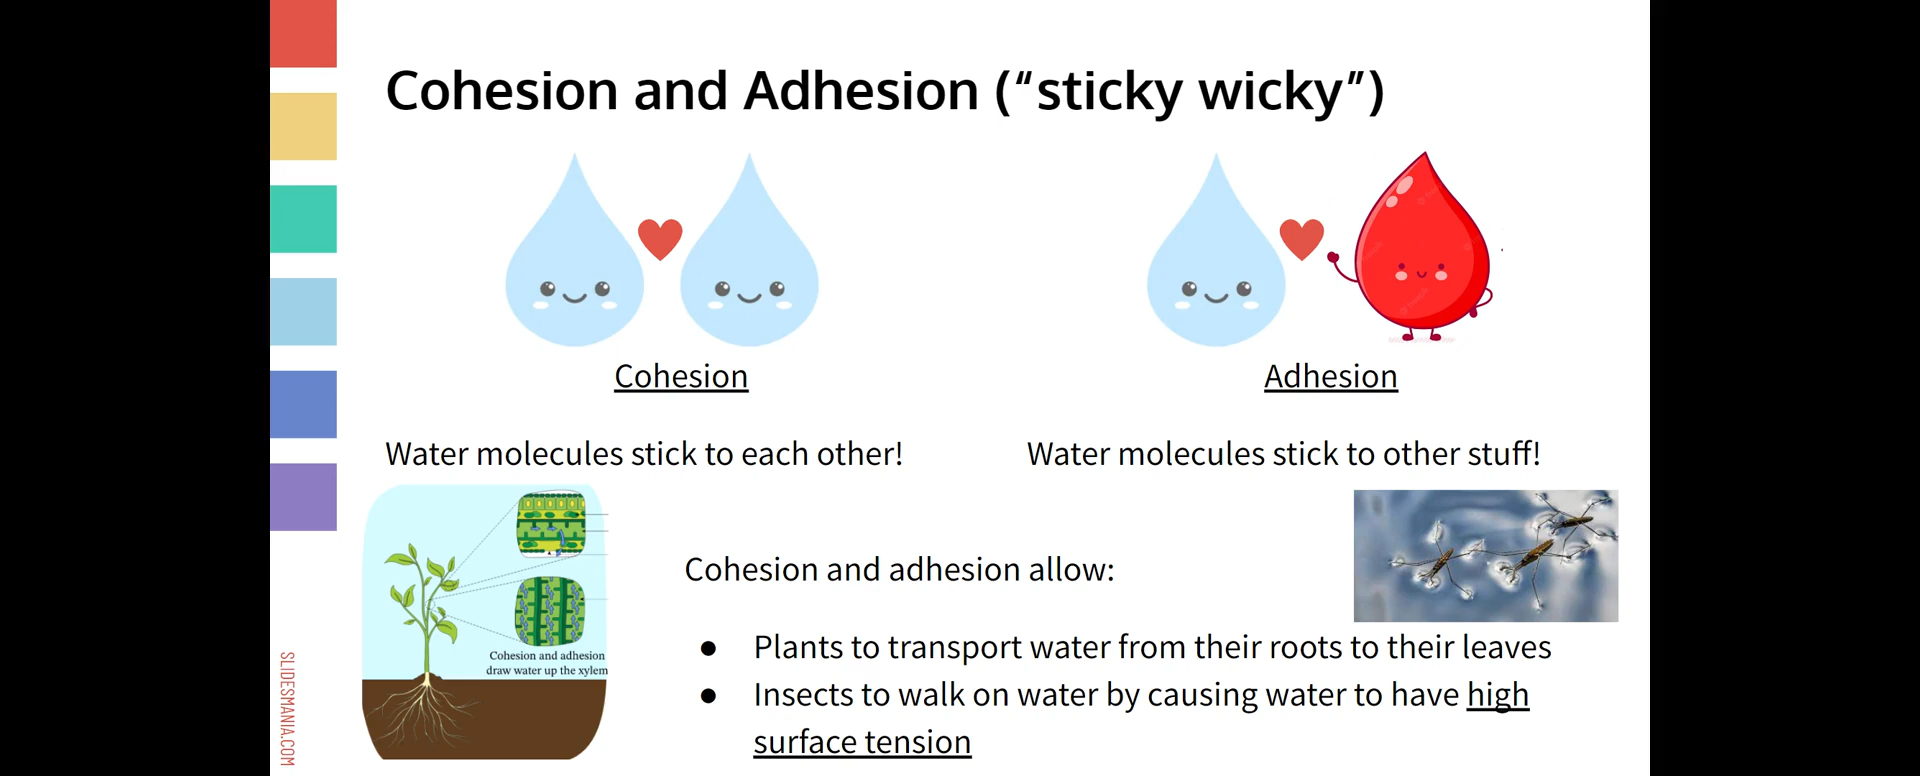 Cohesion and Adhesion (“sticky wicky”)
Cohesion
Adhesion
Water molecules stick to each other!
Water molecules stick to other stuff!
Cohesion and adhesion
draw water up the xylem
Cohesion and adhesion allow:
● Plants to transport water from their roots to their leaves
● Insects to walk on water by causing water to have high
surface tension
SLIDESMANIA.COM